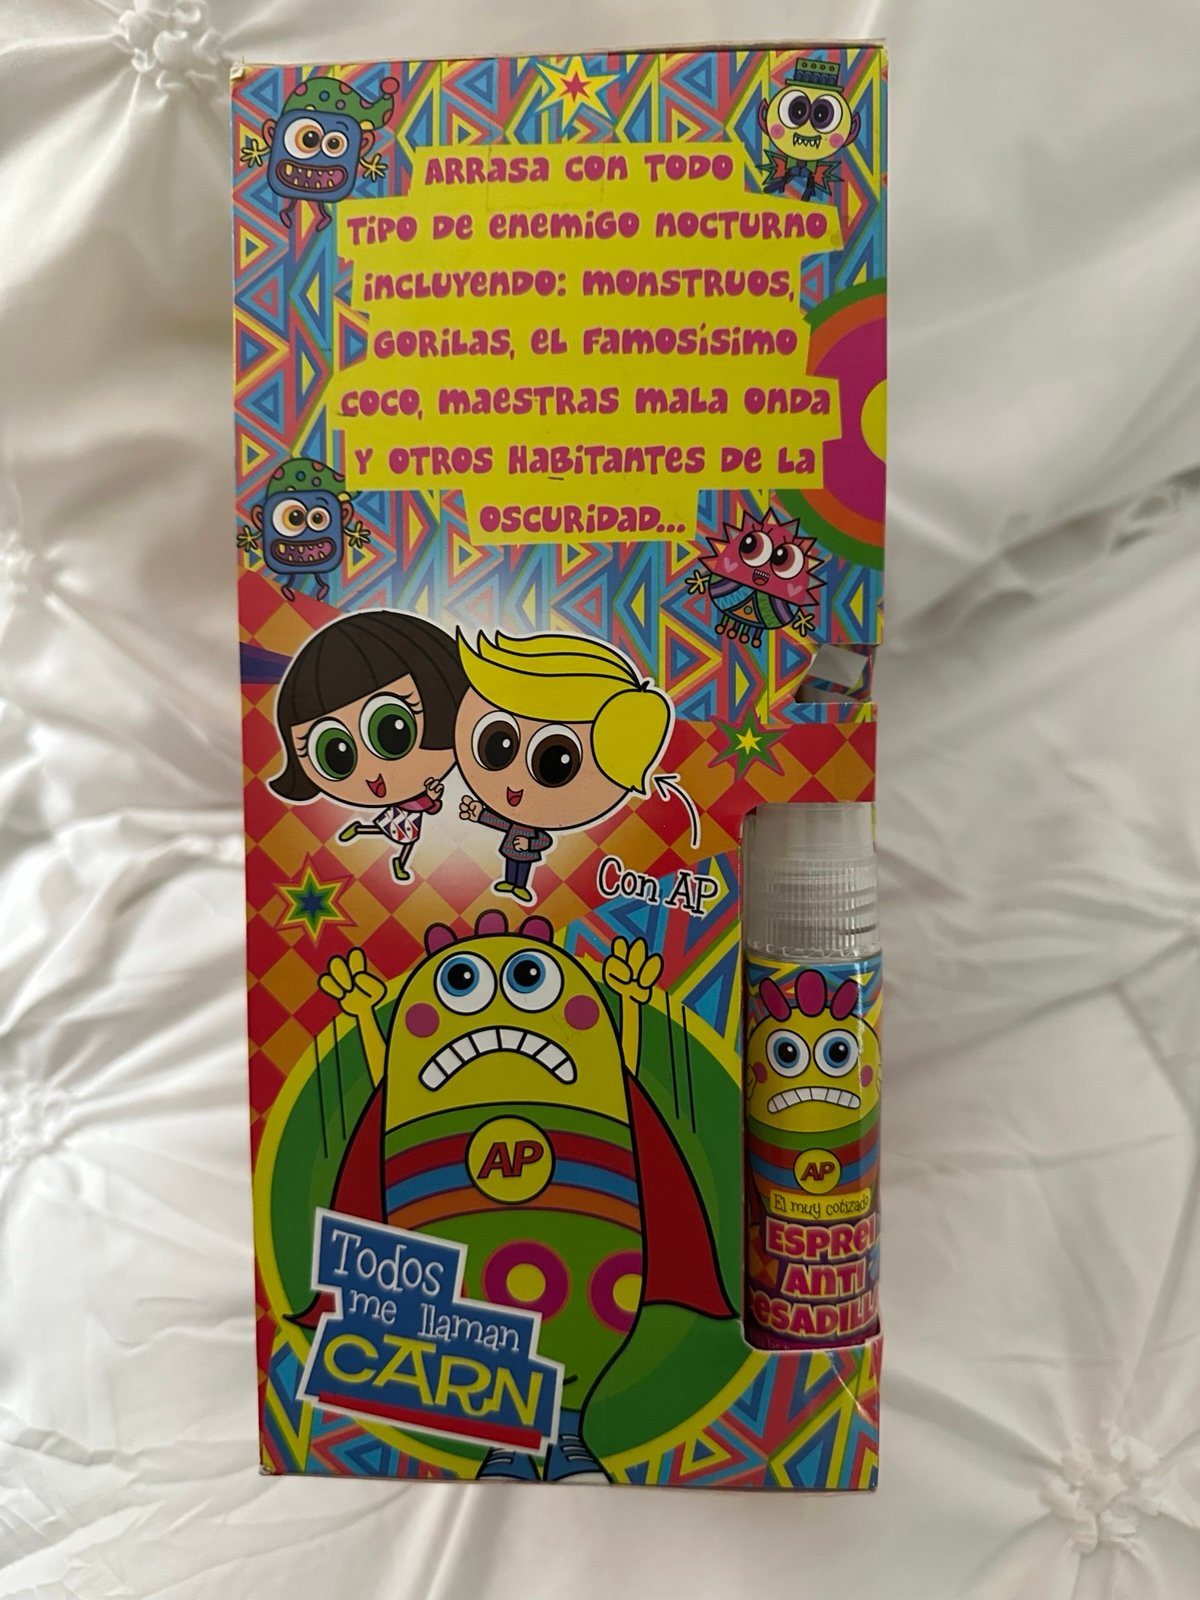 ARRASA CON TODO
TIPO DE ENEMIGO NOCTURNO
INCLUYENDO: MONSTRUOS,
GORILAS, EL FAMOSÍSIMO
COCO, MAESTRAS MALA ONDA
Y OTROS HABITANTES DE LA
OSCURIDAD...
Con AP
AP
Todos
me llaman
CARN
AP
El muy cotizado
ESPREI
ANTI